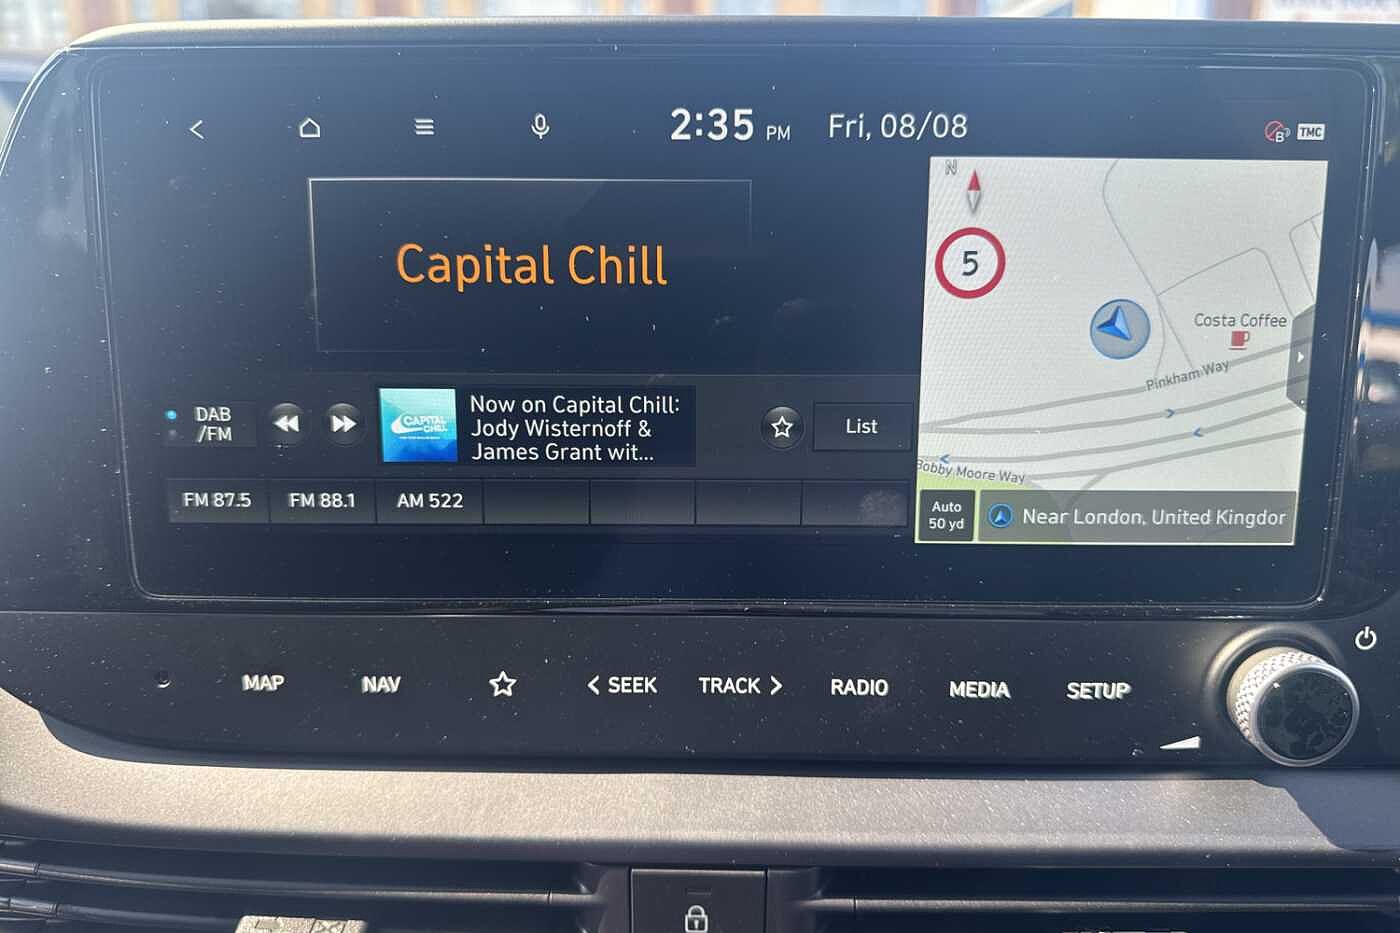 2:35 PM Fri, 08/08
TMC
B
N
Capital Chill
5
Costa Coffee
Pinkham Way
Bobby Moore Way
DAB
/FM
CAPITAL
CHILL
Now on Capital Chill:
Jody Wisternoff &
James Grant wit...
List
FM 87.5
FM 88.1
AM 522
Auto
50 yd
Near London, United Kingdor
MAP
NAV
SEEK
TRACK
RADIO
MEDIA
SETUP